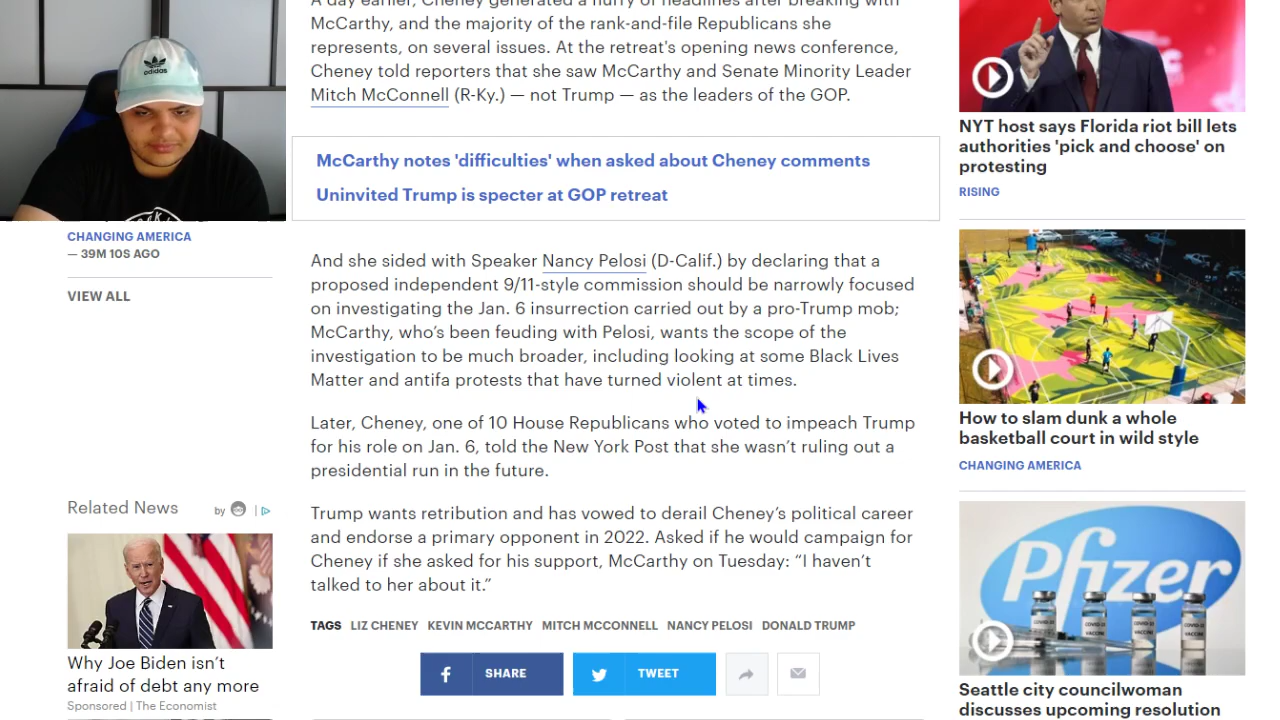 A day earlier, Cheney generated a flurry of headlines after breaking with
McCarthy, and the majority of the rank-and-file Republicans she
represents, on several issues. At the retreat's opening news conference,
Cheney told reporters that she saw McCarthy and Senate Minority Leader
Mitch McConnell (R-Ky.) — not Trump — as the leaders of the GOP.
McCarthy notes 'difficulties' when asked about Cheney comments
Uninvited Trump is specter at GOP retreat
And she sided with Speaker Nancy Pelosi (D-Calif.) by declaring that a
proposed independent 9/11-style commission should be narrowly focused
on investigating the Jan. 6 insurrection carried out by a pro-Trump mob;
McCarthy, who’s been feuding with Pelosi, wants the scope of the
investigation to be much broader, including looking at some Black Lives
Matter and antifa protests that have turned violent at times.
Later, Cheney, one of 10 House Republicans who voted to impeach Trump
for his role on Jan. 6, told the New York Post that she wasn’t ruling out a
presidential run in the future.
Trump wants retribution and has vowed to derail Cheney’s political career
and endorse a primary opponent in 2022. Asked if he would campaign for
Cheney if she asked for his support, McCarthy on Tuesday: “I haven’t
talked to her about it.”
TAGS LIZ CHENEY KEVIN MCCARTHY MITCH MCCONNELL NANCY PELOSI DONALD TRUMP
SHARE
TWEET
adidas
CHANGING AMERICA
— 39M 10S AGO
VIEW ALL
Related News
by
Why Joe Biden isn’t
afraid of debt any more
Sponsored | The Economist
NYT host says Florida riot bill lets
authorities 'pick and choose' on
protesting
RISING
How to slam dunk a whole
basketball court in wild style
CHANGING AMERICA
Pfizer
COVID-19
VACCINE
COVID-19
VACCINE
COVID-19
VACCINE
COVID-19
VACCINE
Seattle city councilwoman
discusses upcoming resolution